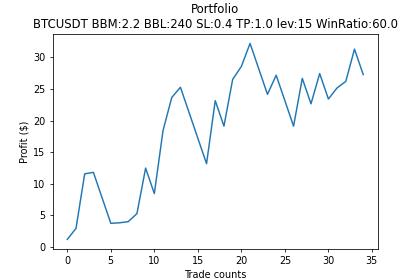 Portfolio
BTCUSDT BBM:2.2 BBL:240 SL:0.4 TP:1.0 lev:15 WinRatio:60.0
30
25
20
15
10
5
0
Profit ($)
0 5 10 15 20 25 30 35
Trade counts